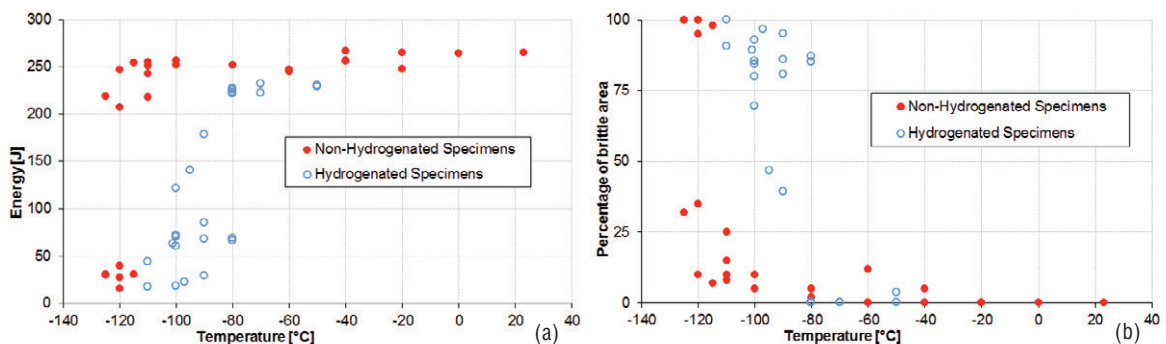 300
250
200
150
100
50
0
Energy [J]
-140 -120 -100 -80 -60 -40 -20 0 20 40
Temperature [°C]
Non-Hydrogenated Specimens
Hydrogenated Specimens
(a)
100
75
50
25
0
Percentage of brittle area
-140 -120 -100 -80 -60 -40 -20 0 20 40
Temperature [°C]
Non-Hydrogenated Specimens
Hydrogenated Specimens
(b)